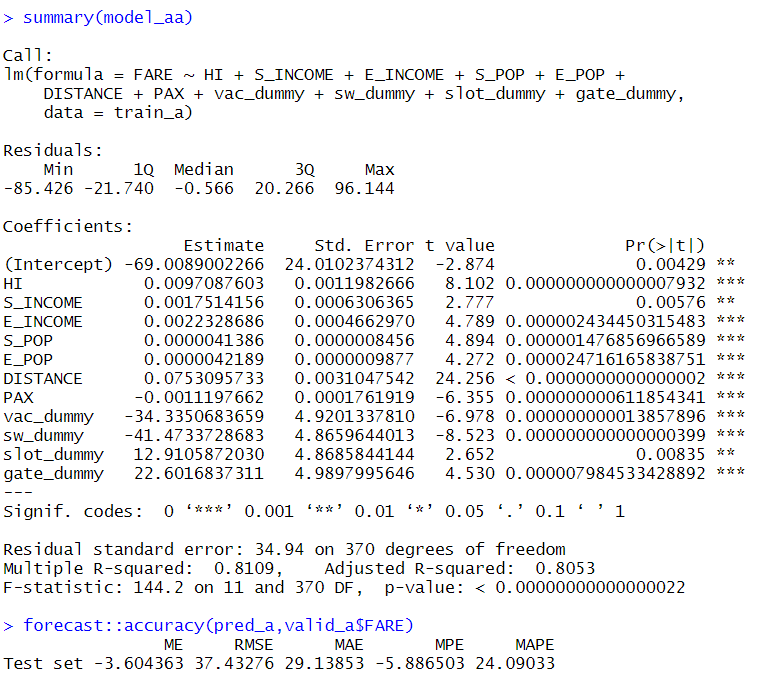 > summary(model_aa)
Call:
lm(formula = FARE ~ HI + S_INCOME + E_INCOME + S_POP + E_POP +
DISTANCE + PAX + vac_dummy + sw_dummy + slot_dummy + gate_dummy,
data = train_a)
Residuals:
Min 1Q Median 3Q Max
-85.426 -21.740 -0.566 20.266 96.144
Coefficients:
Estimate Std. Error t value Pr(>|t|)
(Intercept) -69.0089002266 24.0102374312 -2.874 0.00429 **
HI 0.0097087603 0.0011982666 8.102 0.000000000000007932 ***
S_INCOME 0.0017514156 0.0006306365 2.777 0.00576 **
E_INCOME 0.0022328686 0.0004662970 4.789 0.000002434450315483 ***
S_POP 0.0000041386 0.0000008456 4.894 0.000001476856966589 ***
E_POP 0.0000042189 0.0000009877 4.272 0.000024716165838751 ***
DISTANCE 0.0753095733 0.0031047542 24.256 < 0.0000000000000002 ***
PAX -0.0011197662 0.0001761919 -6.355 0.000000000611854341 ***
vac_dummy -34.3350683659 4.9201337810 -6.978 0.000000000013857896 ***
sw_dummy -41.4733728683 4.8659644013 -8.523 0.000000000000000399 ***
slot_dummy 12.9105872030 4.8685844144 2.652 0.00835 **
gate_dummy 22.6016837311 4.9897995646 4.530 0.000007984533428892 ***
---
Signif. codes: 0 ‘***’ 0.001 ‘**’ 0.01 ‘*’ 0.05 ‘.’ 0.1 ‘ ’ 1
Residual standard error: 34.94 on 370 degrees of freedom
Multiple R-squared: 0.8109, Adjusted R-squared: 0.8053
F-statistic: 144.2 on 11 and 370 DF, p-value: < 0.00000000000000022
> forecast::accuracy(pred_a,valid_a$FARE)
ME RMSE MAE MPE MAPE
Test set -3.604363 37.43276 29.13853 -5.886503 24.09033